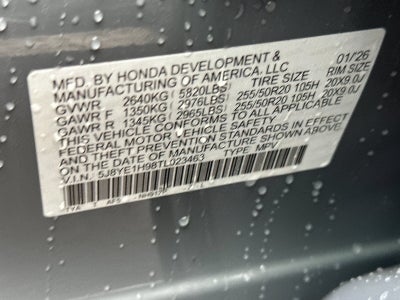 MFD. BY HONDA DEVELOPMENT & 01/26
MANUFACTURING OF AMERICA, LLC
GVWR 2640KG (5820LBS) TIRE SIZE RIM SIZE
GAWR F 1350KG (2976LBS) 255/50R20 105H 20X9.0J
GAWR R 1345KG (2965LBS) 255/50R20 105H 20X9.0J
THIS VEHICLE CONFORMS TO ALL APPLICABLE
FEDERAL MOTOR VEHICLE SAFETY
AND THEFT PREVENTION STANDARDS IN EFFECT
ON THE DATE OF MANUFACTURE SHOWN ABOVE.
V.I.N. 5J8YE1H98TL023463 TYPE MPV